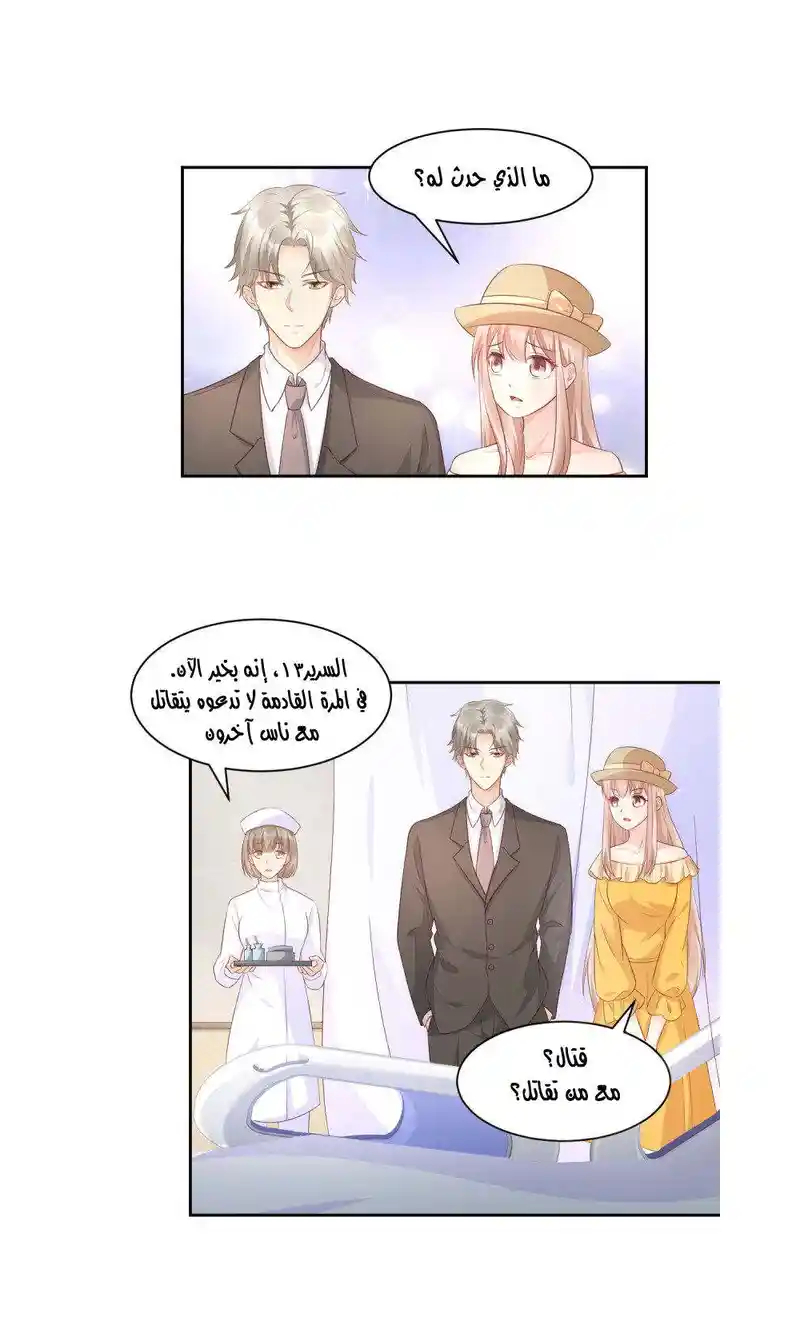 ما الذي حدث له؟
السرير١٣، إنه بخير الآن.
في المرة القادمة لا تدعوه يتقاتل
مع ناس آخرون
قتال؟
مع من تقاتل؟